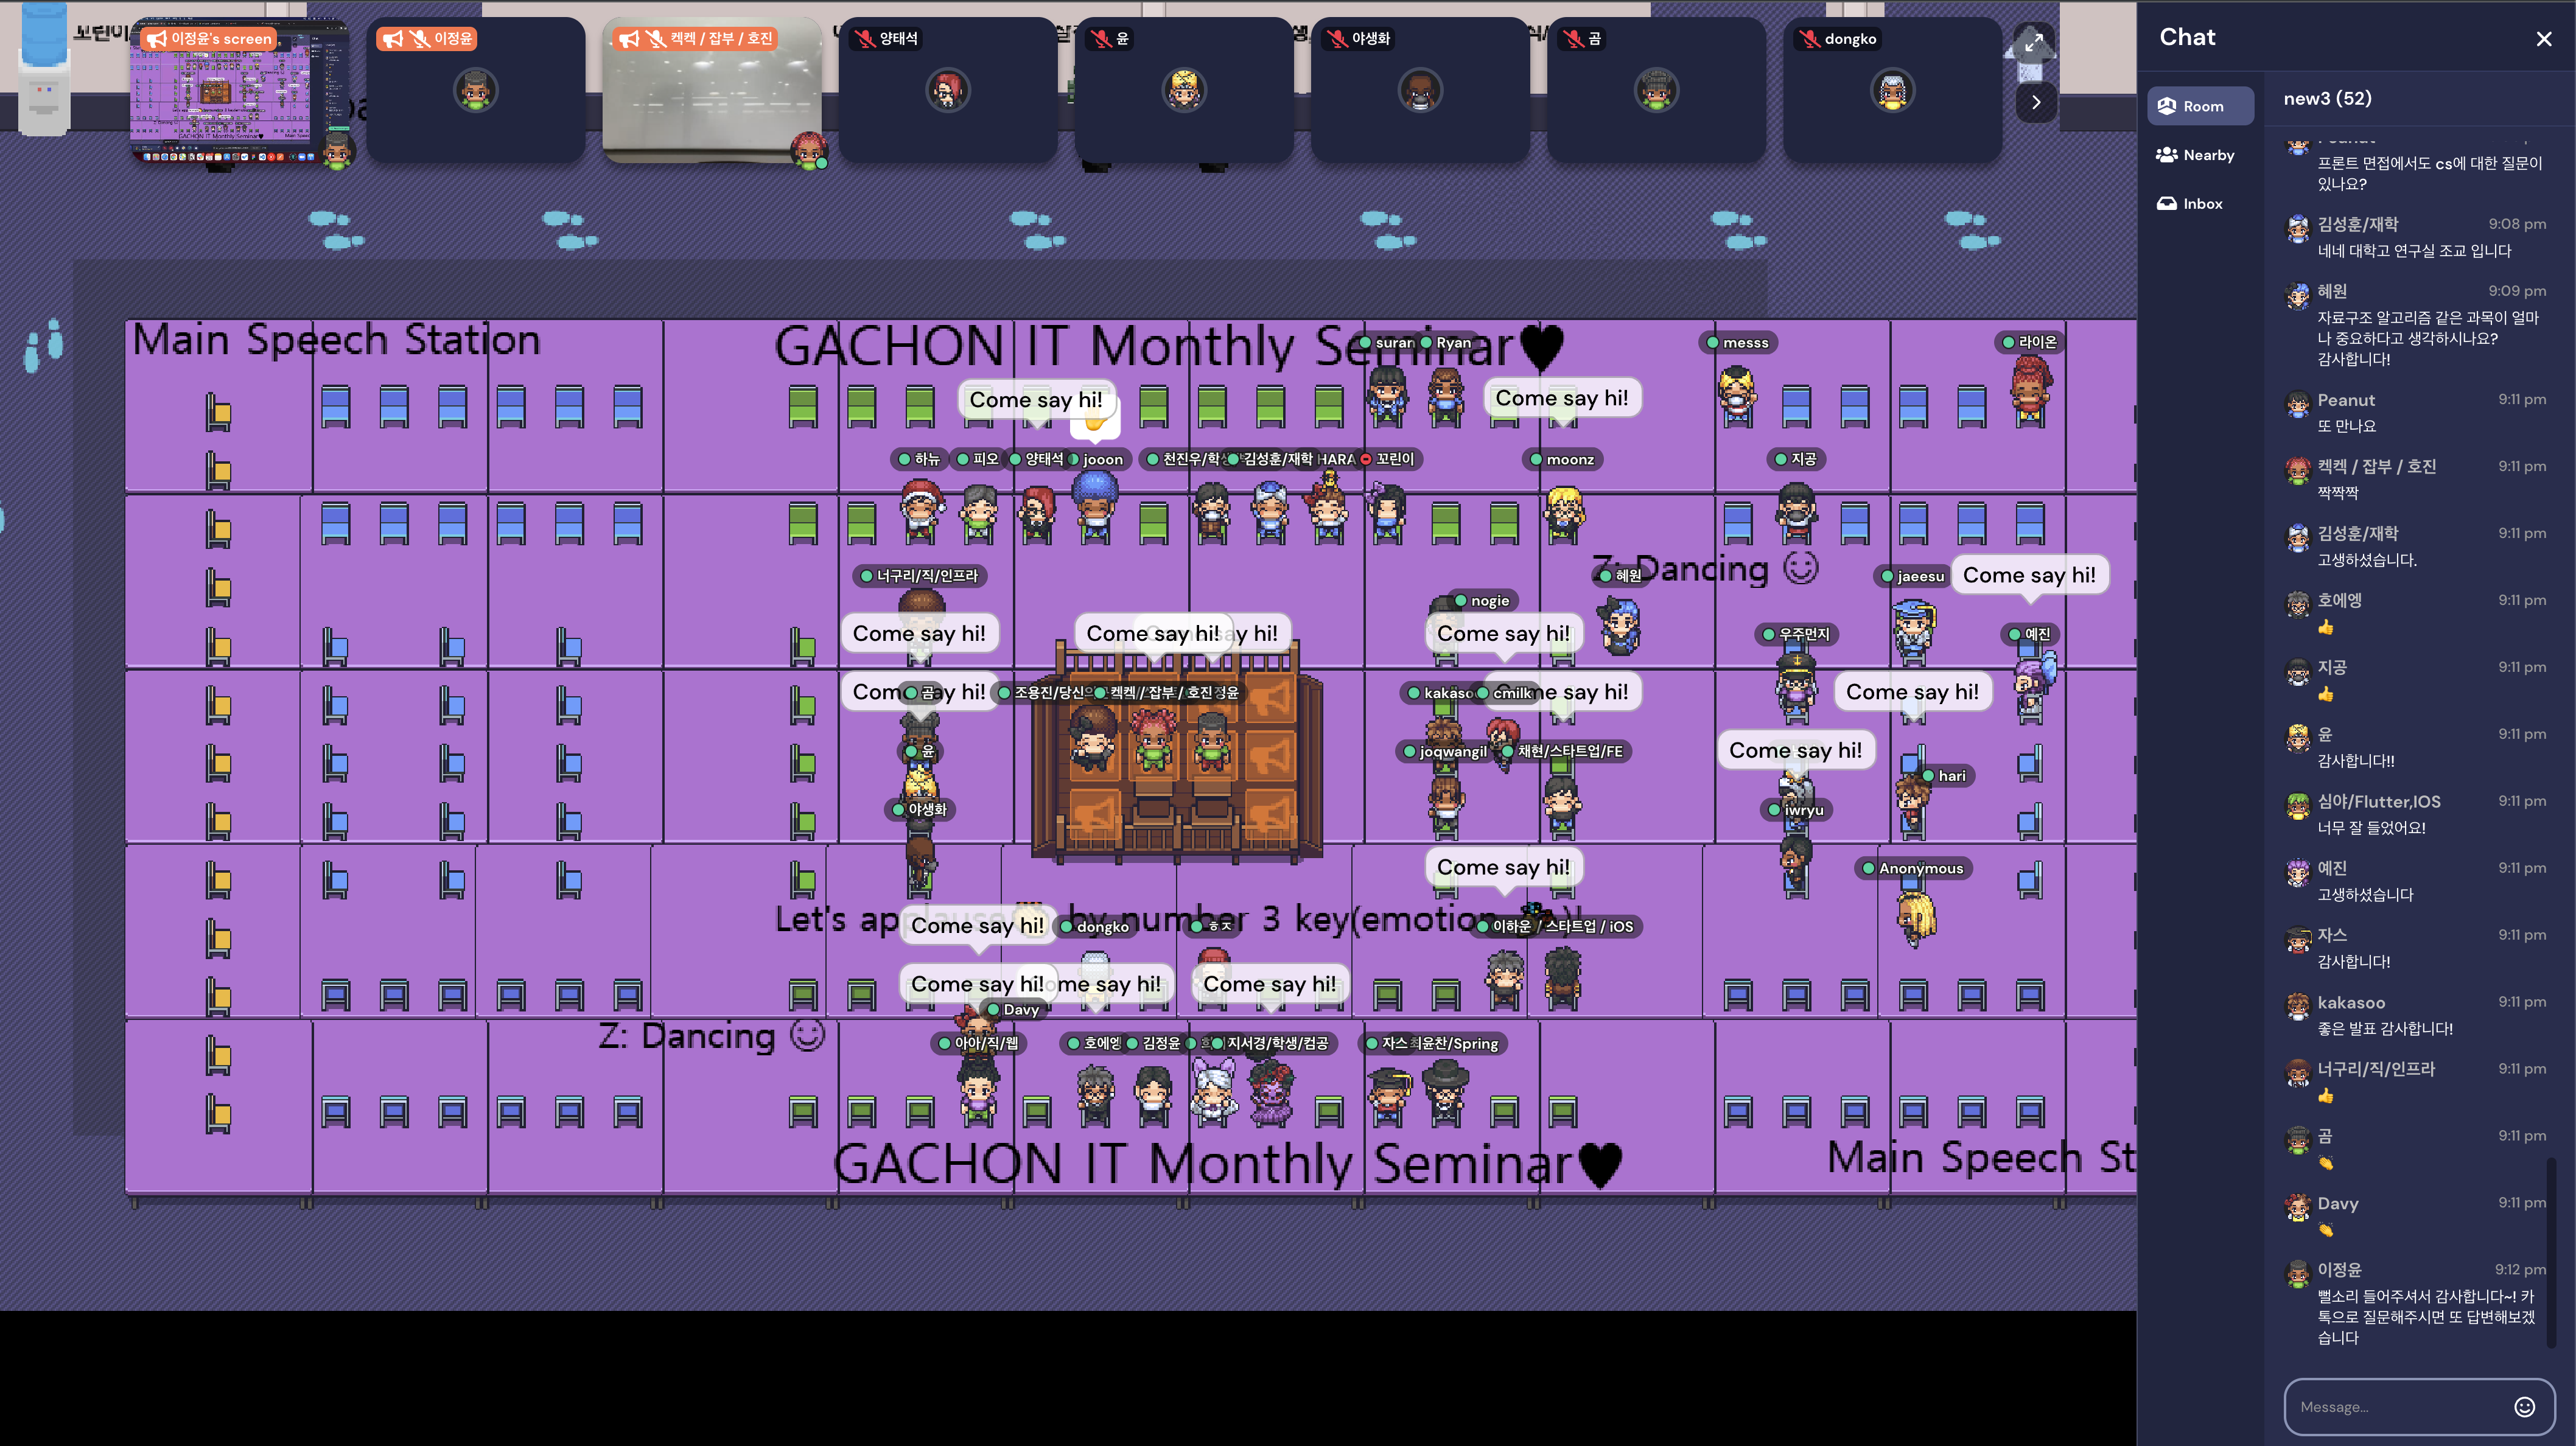 꼬린이
이정윤's screen
이정윤
켁켁 / 잡부 / 호진
양태석
윤
야생화
곰
dongko
Main Speech Station
GACHON IT Monthly Seminar♥
suran
Ryan
messs
라이온
Come say hi!
Come say hi!
하뉴
피오
양태석
jooon
천진우/학생
김성훈/재학
HARA
꼬린이
moonz
지공
Z: Dancing ☺
혜원
jaeesu
Come say hi!
너구리/직/인프라
nogie
Come say hi!
Come say hi!
Come say hi!
우주먼지
예진
Come say hi!
곰
조용진/당신
켁켁 / 잡부 / 호진
정윤
kakaso
cmilk
Come say hi!
Come say hi!
윤
joqwangil
채현/스타트업/FE
Come say hi!
hari
야생화
iwryu
Come say hi!
Anonymous
Let's applause by number 3 key(emotion
Come say hi!
dongko
ㅎㅈ
이하운 / 스타트업 / iOS
Come say hi!
ome say hi!
Come say hi!
Davy
Z: Dancing ☺
아아/직/웹
호에엥
김정윤
지서경/학생/컴공
자스
최윤찬/Spring
GACHON IT Monthly Seminar♥
Main Speech St
Chat
Room
Nearby
Inbox
new3 (52)
Peanut
프론트 면접에서도 cs에 대한 질문이
있나요?
김성훈/재학 9:08 pm
네네 대학고 연구실 조교 입니다
혜원 9:09 pm
자료구조 알고리즘 같은 과목이 얼마
나 중요하다고 생각하시나요?
감사합니다!
Peanut 9:11 pm
또 만나요
켁켁 / 잡부 / 호진 9:11 pm
짝짝짝
김성훈/재학 9:11 pm
고생하셨습니다.
호에엥 9:11 pm
👍
지공 9:11 pm
👍
윤 9:11 pm
감사합니다!!
심야/Flutter,IOS 9:11 pm
너무 잘 들었어요!
예진 9:11 pm
고생하셨습니다
자스 9:11 pm
감사합니다!
kakasoo 9:11 pm
좋은 발표 감사합니다!
너구리/직/인프라 9:11 pm
👍
곰 9:11 pm
👏
Davy 9:11 pm
👏
이정윤 9:12 pm
뻘소리 들어주셔서 감사합니다~! 카
톡으로 질문해주시면 또 답변해보겠
습니다
Message...